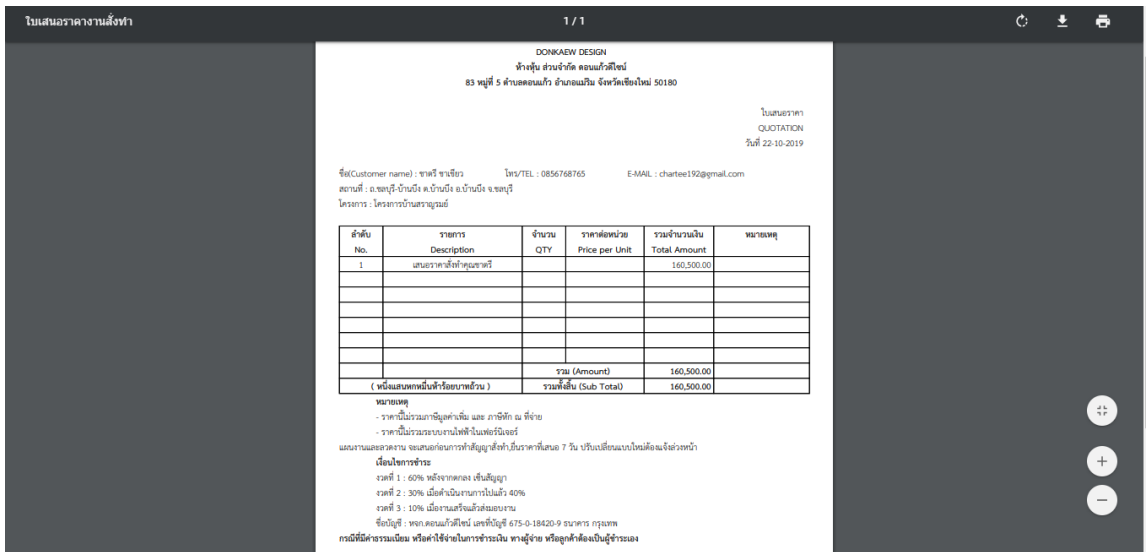 ใบเสนอราคางานสั่งทำ 1 / 1
DONKAEW DESIGN
ห้างหุ้น ส่วนจำกัด ดอนแก้วดีไซน์
83 หมู่ที่ 5 ตำบลดอนแก้ว อำเภอแม่ริม จังหวัดเชียงใหม่ 50180
ใบเสนอราคา
QUOTATION
วันที่ 22-10-2019
ชื่อ(Customer name) : ชาตรี ชาเขียว โทร/TEL : 0856768765 E-MAIL : chartee192@gmail.com
สถานที่ : ถ.ชลบุรี-บ้านบึง ต.บ้านบึง อ.บ้านบึง จ.ชลบุรี
โครงการ : โครงการบ้านสราญรมย์
ลำดับ รายการ จำนวน ราคาต่อหน่วย รวมจำนวนเงิน หมายเหตุ
No. Description QTY Price per Unit Total Amount
1 เสนอราคาสั่งทำคุณชาตรี 160,500.00
รวม (Amount) 160,500.00
( หนึ่งแสนหกหมื่นห้าร้อยบาทถ้วน ) รวมทั้งสิ้น (Sub Total) 160,500.00
หมายเหตุ
- ราคานี้ไม่รวมภาษีมูลค่าเพิ่ม และ ภาษีหัก ณ ที่จ่าย
- ราคานี้ไม่รวมระบบงานไฟฟ้าในเฟอร์นิเจอร์
แผนงานและลวดงาน จะเสนอก่อนการทำสัญญาสั่งทำ,ยื่นราคาที่เสนอ 7 วัน ปรับเปลี่ยนแบบใหม่ต้องแจ้งล่วงหน้า
เงื่อนไขการชำระ
งวดที่ 1 : 60% หลังจากตกลง เซ็นสัญญา
งวดที่ 2 : 30% เมื่อดำเนินงานการไปแล้ว 40%
งวดที่ 3 : 10% เมื่องานเสร็จแล้วส่งมอบงาน
ชื่อบัญชี : หจก.ดอนแก้วดีไซน์ เลขที่บัญชี 675-0-18420-9 ธนาคาร กรุงเทพ
กรณีที่มีค่าธรรมเนียม หรือค่าใช้จ่ายในการชำระเงิน ทางผู้จ่าย หรือลูกค้าต้องเป็นผู้ชำระเอง